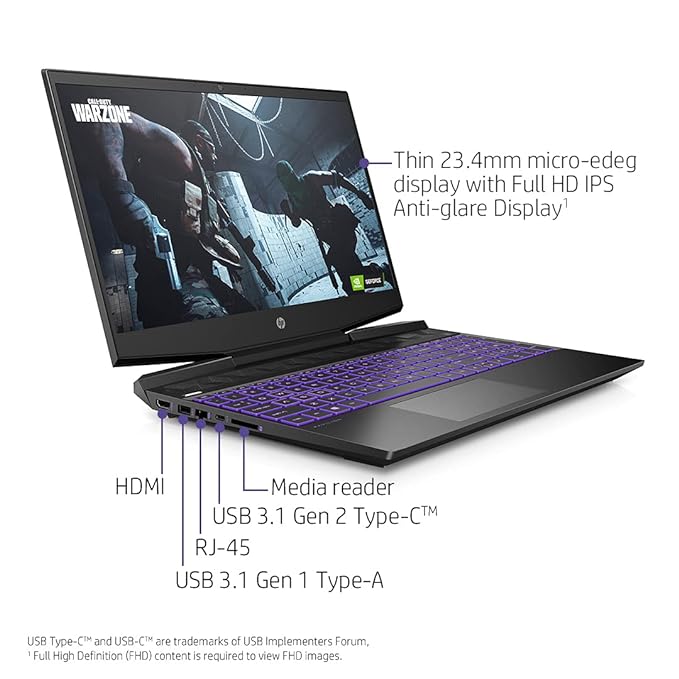 CALL OF DUTY
WARZONE
Thin 23.4mm micro-edeg
display with Full HD IPS
Anti-glare Display¹
GEFORCE
hp
HDMI
Media reader
USB 3.1 Gen 2 Type-C™
RJ-45
USB 3.1 Gen 1 Type-A
USB Type-C™ and USB-C™ are trademarks of USB Implementers Forum,
¹ Full High Definition (FHD) content is required to view FHD images.